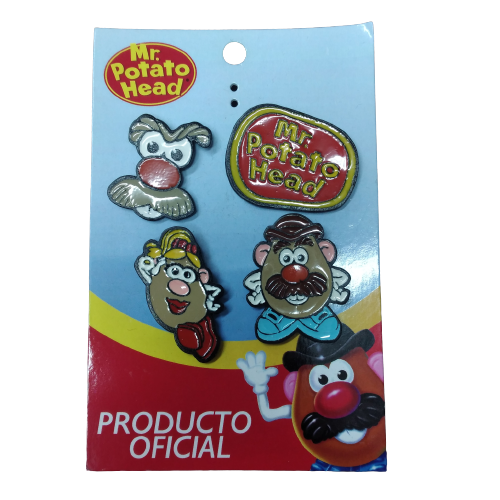 Mr.
Potato
Head
Mr.
Potato
Head
PRODUCTO
OFICIAL